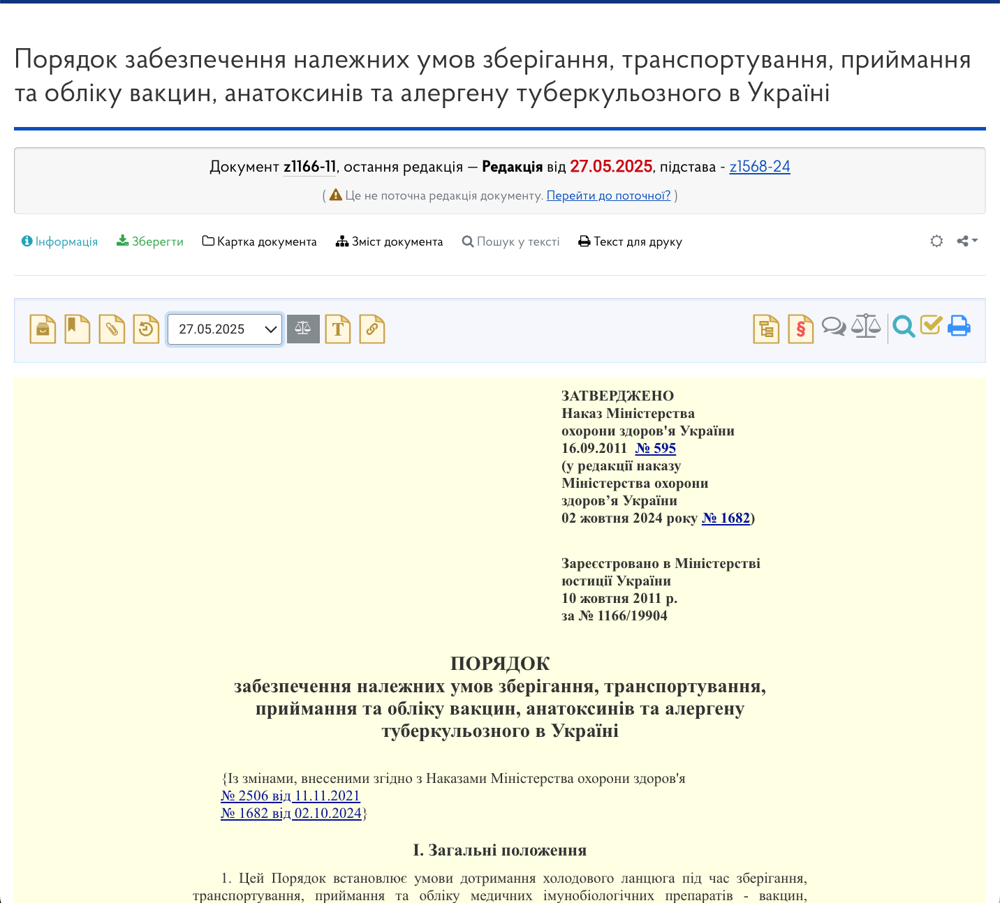 Порядок забезпечення належних умов зберігання, транспортування, приймання
та обліку вакцин, анатоксинів та алергену туберкульозного в Україні
Документ z1166-11, остання редакція — Редакція від 27.05.2025, підстава - z1568-24
( Це не поточна редакція документу. Перейти до поточної? )
Інформація Зберегти Картка документа Зміст документа Пошук у тексті Текст для друку
27.05.2025 T §
ЗАТВЕРДЖЕНО
Наказ Міністерства
охорони здоров'я України
16.09.2011 № 595
(у редакції наказу
Міністерства охорони
здоров’я України
02 жовтня 2024 року № 1682)
Зареєстровано в Міністерстві
юстиції України
10 жовтня 2011 р.
за № 1166/19904
ПОРЯДОК
забезпечення належних умов зберігання, транспортування,
приймання та обліку вакцин, анатоксинів та алергену
туберкульозного в Україні
{Із змінами, внесеними згідно з Наказами Міністерства охорони здоров'я
№ 2506 від 11.11.2021
№ 1682 від 02.10.2024}
I. Загальні положення
1. Цей Порядок встановлює умови дотримання холодового ланцюга під час зберігання,
транспортування, приймання та обліку медичних імунобіологічних препаратів - вакцин,